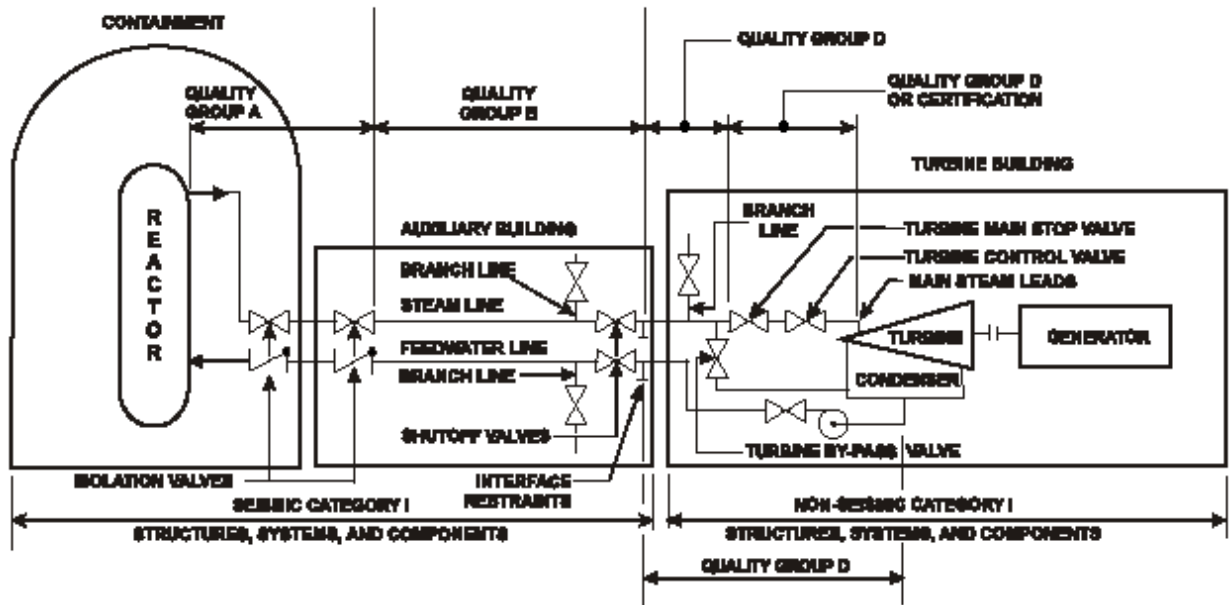 CONTAINMENT
QUALITY GROUP D
QUALITY
GROUP A
QUALITY
GROUP B
QUALITY GROUP D
OR CERTIFICATION
TURBINE BUILDING
REACTOR
AUXILIARY BUILDING
BRANCH
LINE
TURBINE MAIN STOP VALVE
BRANCH LINE
TURBINE CONTROL VALVE
STEAM LINE
MAIN STEAM LEADS
FEEDWATER LINE
TURBINE
GENERATOR
BRANCH LINE
CONDENSER
SHUTOFF VALVES
TURBINE BY-PASS VALVE
ISOLATION VALVES
INTERFACE
RESTRAINTS
SEISMIC CATEGORY I
STRUCTURES, SYSTEMS, AND COMPONENTS
NON-SEISMIC CATEGORY I
STRUCTURES, SYSTEMS, AND COMPONENTS
QUALITY GROUP D